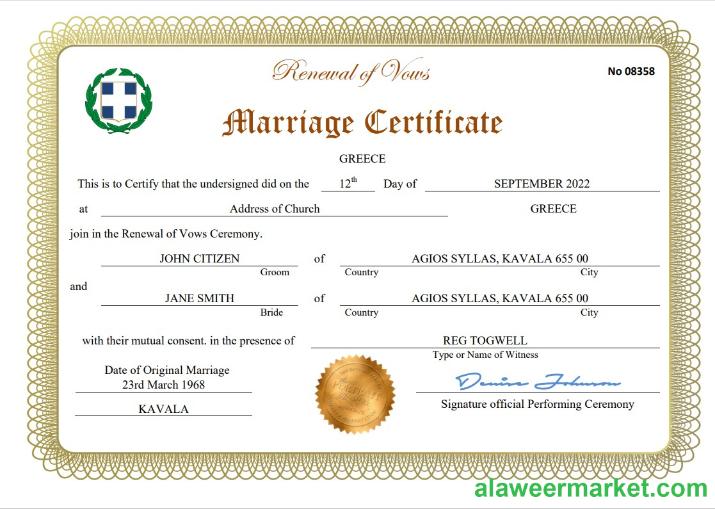 Renewal of Vows
No 08358
Marriage Certificate
GREECE
This is to Certify that the undersigned did on the 12th Day of SEPTEMBER 2022
at Address of Church GREECE
join in the Renewal of Vows Ceremony.
JOHN CITIZEN of AGIOS SYLLAS, KAVALA 655 00
Groom Country City
and
JANE SMITH of AGIOS SYLLAS, KAVALA 655 00
Bride Country City
with their mutual consent. in the presence of REG TOGWELL
Type or Name of Witness
Date of Original Marriage
23rd March 1968
KAVALA
Denise Johnson
Signature official Performing Ceremony
alaweermarket.com